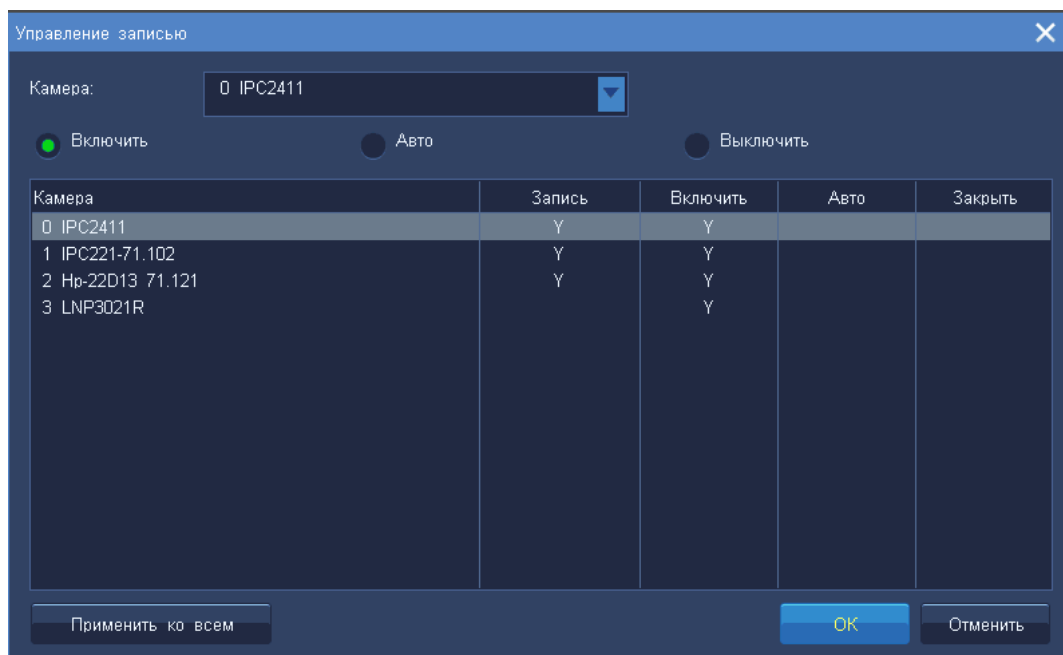 Управление записью
Камера: 0 IPC2411
Включить Авто Выключить
Камера Запись Включить Авто Закрыть
0 IPC2411 Y Y
1 IPC221-71.102 Y Y
2 Hp-22D13 71.121 Y Y
3 LNP3021R Y
Применить ко всем OK Отменить